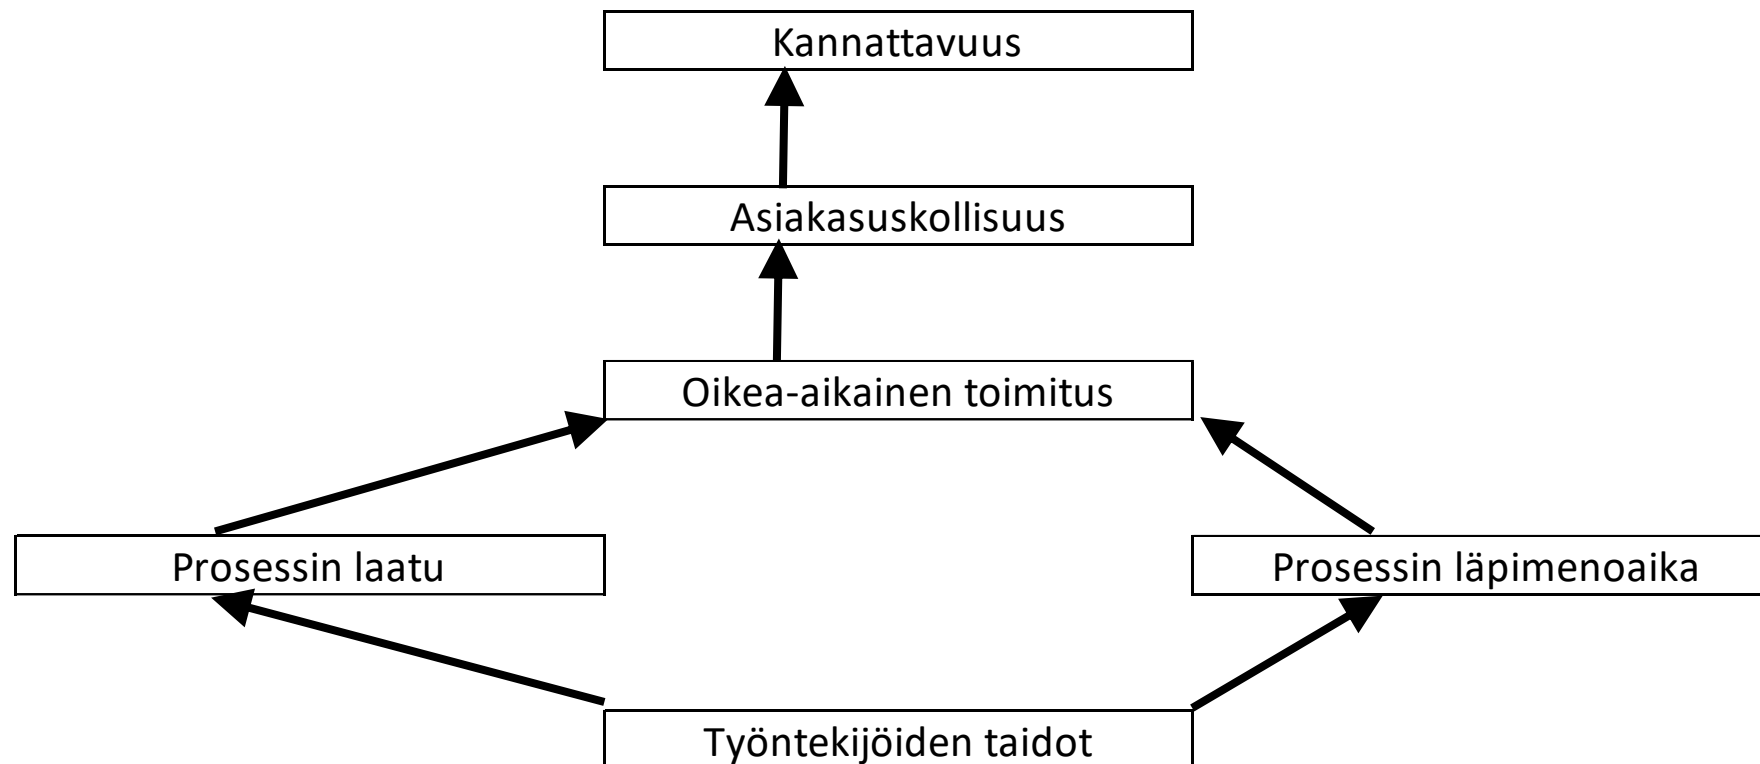 Kannattavuus
Asiakasuskollisuus
Oikea-aikainen toimitus
Prosessin laatu
Prosessin läpimenoaika
Työntekijöiden taidot